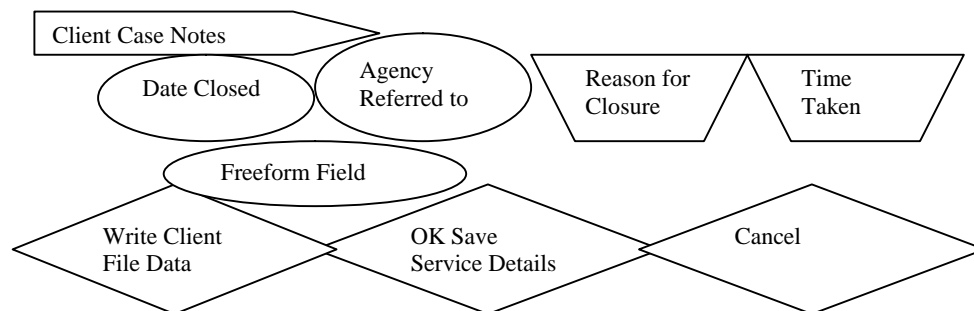 Client Case Notes
Date Closed
Agency
Referred to
Reason for
Closure
Time
Taken
Freeform Field
Write Client
File Data
OK Save
Service Details
Cancel